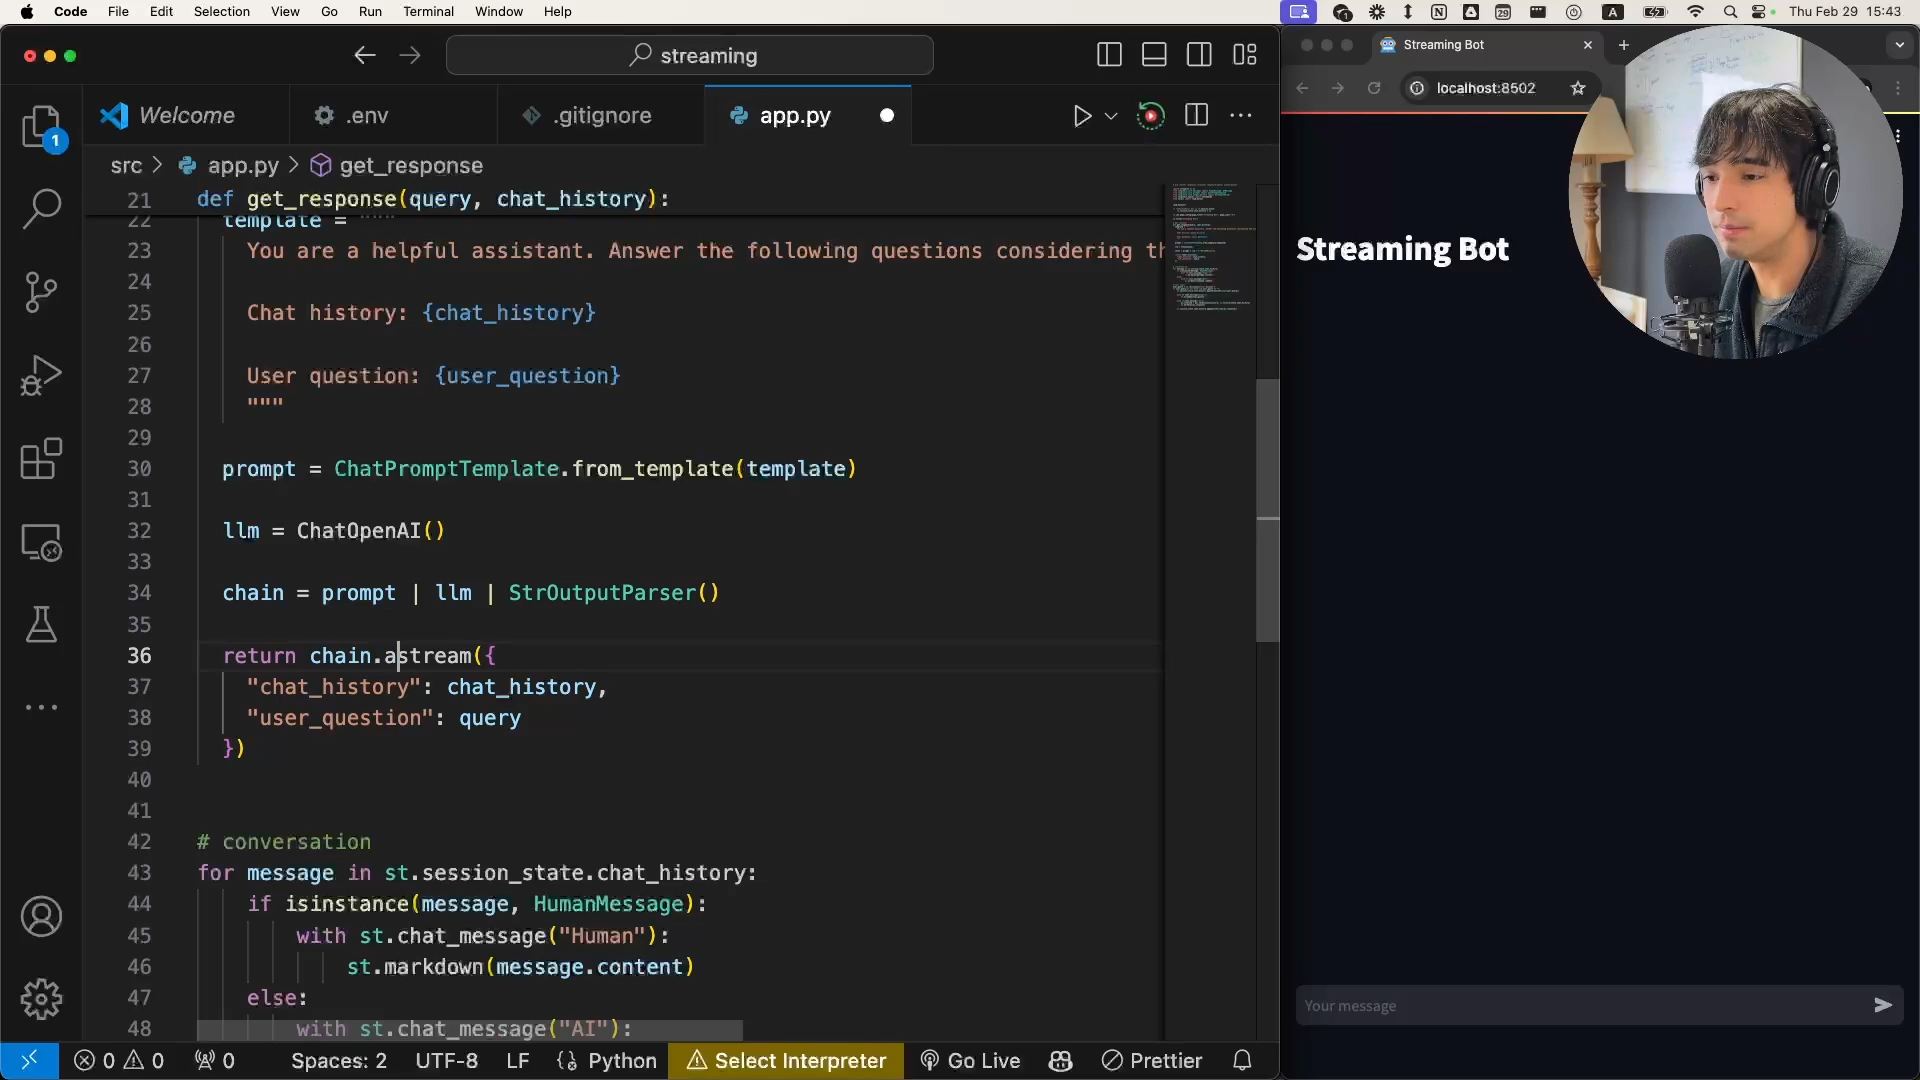 Code File Edit Selection View Go Run Terminal Window Help
Thu Feb 29 15:43
streaming
Streaming Bot
localhost:8502
Welcome
.env
.gitignore
app.py
src > app.py > get_response
21 def get_response(query, chat_history):
22 template = """
23 You are a helpful assistant. Answer the following questions considering th
24
25 Chat history: {chat_history}
26
27 User question: {user_question}
28 """
29
30 prompt = ChatPromptTemplate.from_template(template)
31
32 llm = ChatOpenAI()
33
34 chain = prompt | llm | StrOutputParser()
35
36 return chain.astream({
37 "chat_history": chat_history,
38 "user_question": query
39 })
40
41
42 # conversation
43 for message in st.session_state.chat_history:
44 if isinstance(message, HumanMessage):
45 with st.chat_message("Human"):
46 st.markdown(message.content)
47 else:
48 with st.chat_message("AI"):
1
0 0 0 Spaces: 2 UTF-8 LF {} Python Select Interpreter Go Live Prettier
Streaming Bot
Your message